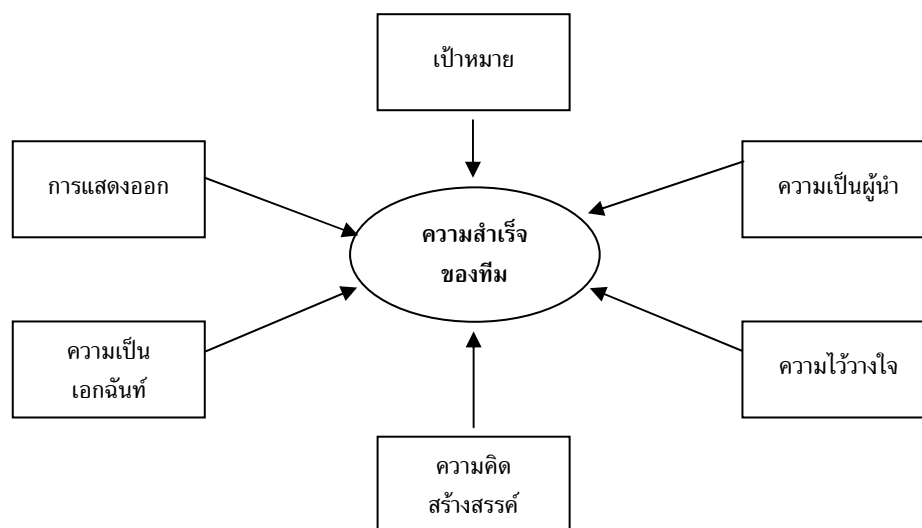 เป้าหมาย
การแสดงออก
ความเป็นผู้นำ
ความสำเร็จ
ของทีม
ความเป็น
เอกฉันท์
ความไว้วางใจ
ความคิด
สร้างสรรค์